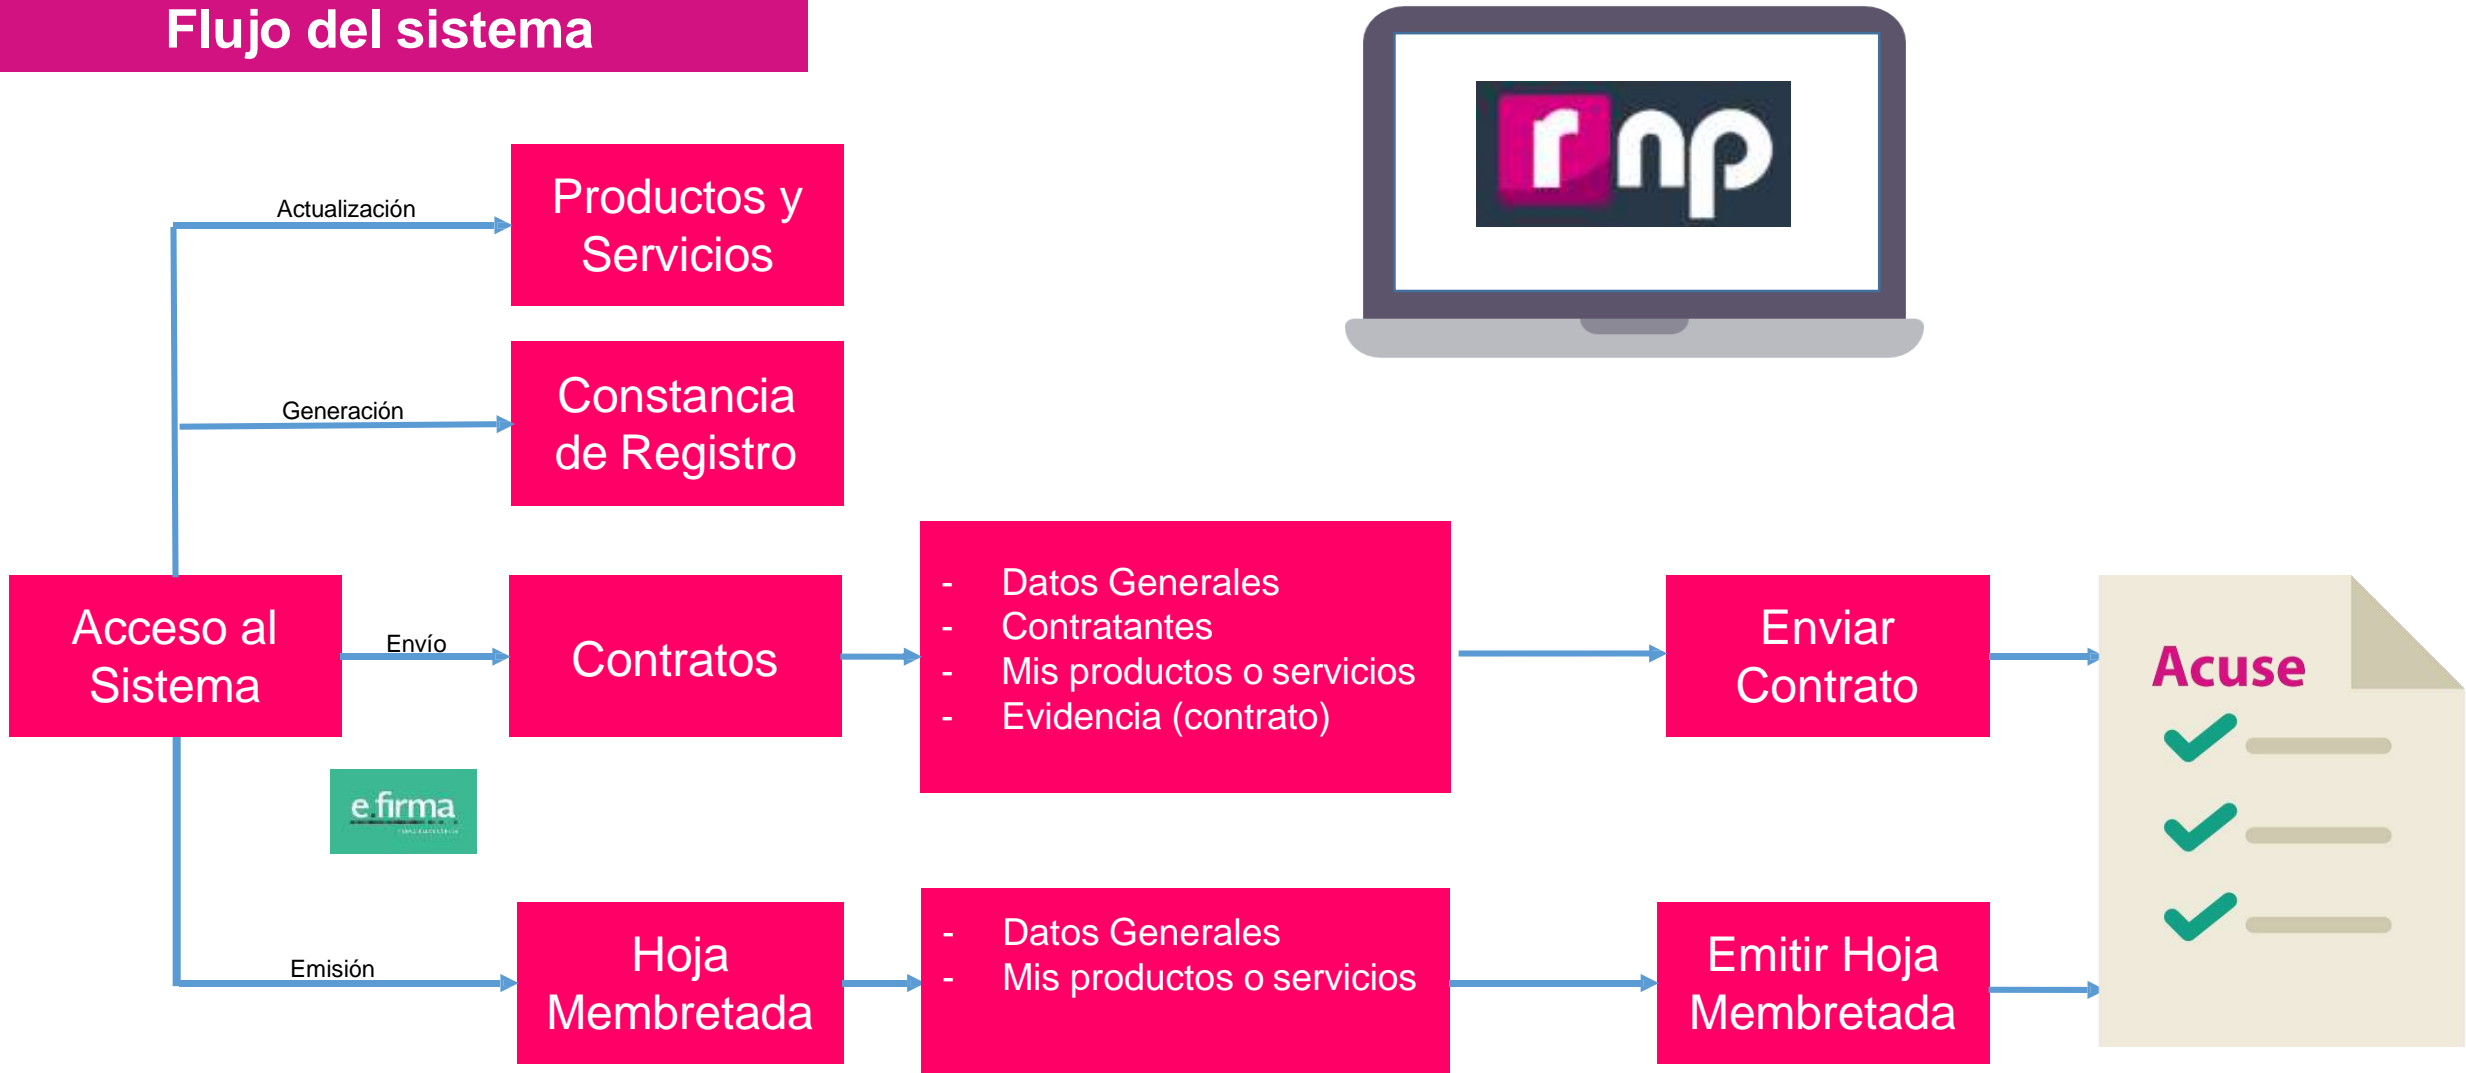 Flujo del sistema
rnp
Actualización
Productos y
Servicios
Generación
Constancia
de Registro
Acceso al
Sistema
Envío
Contratos
- Datos Generales
- Contratantes
- Mis productos o servicios
- Evidencia (contrato)
Enviar
Contrato
Acuse
e.firma
Emisión
Hoja
Membretada
- Datos Generales
- Mis productos o servicios
Emitir Hoja
Membretada